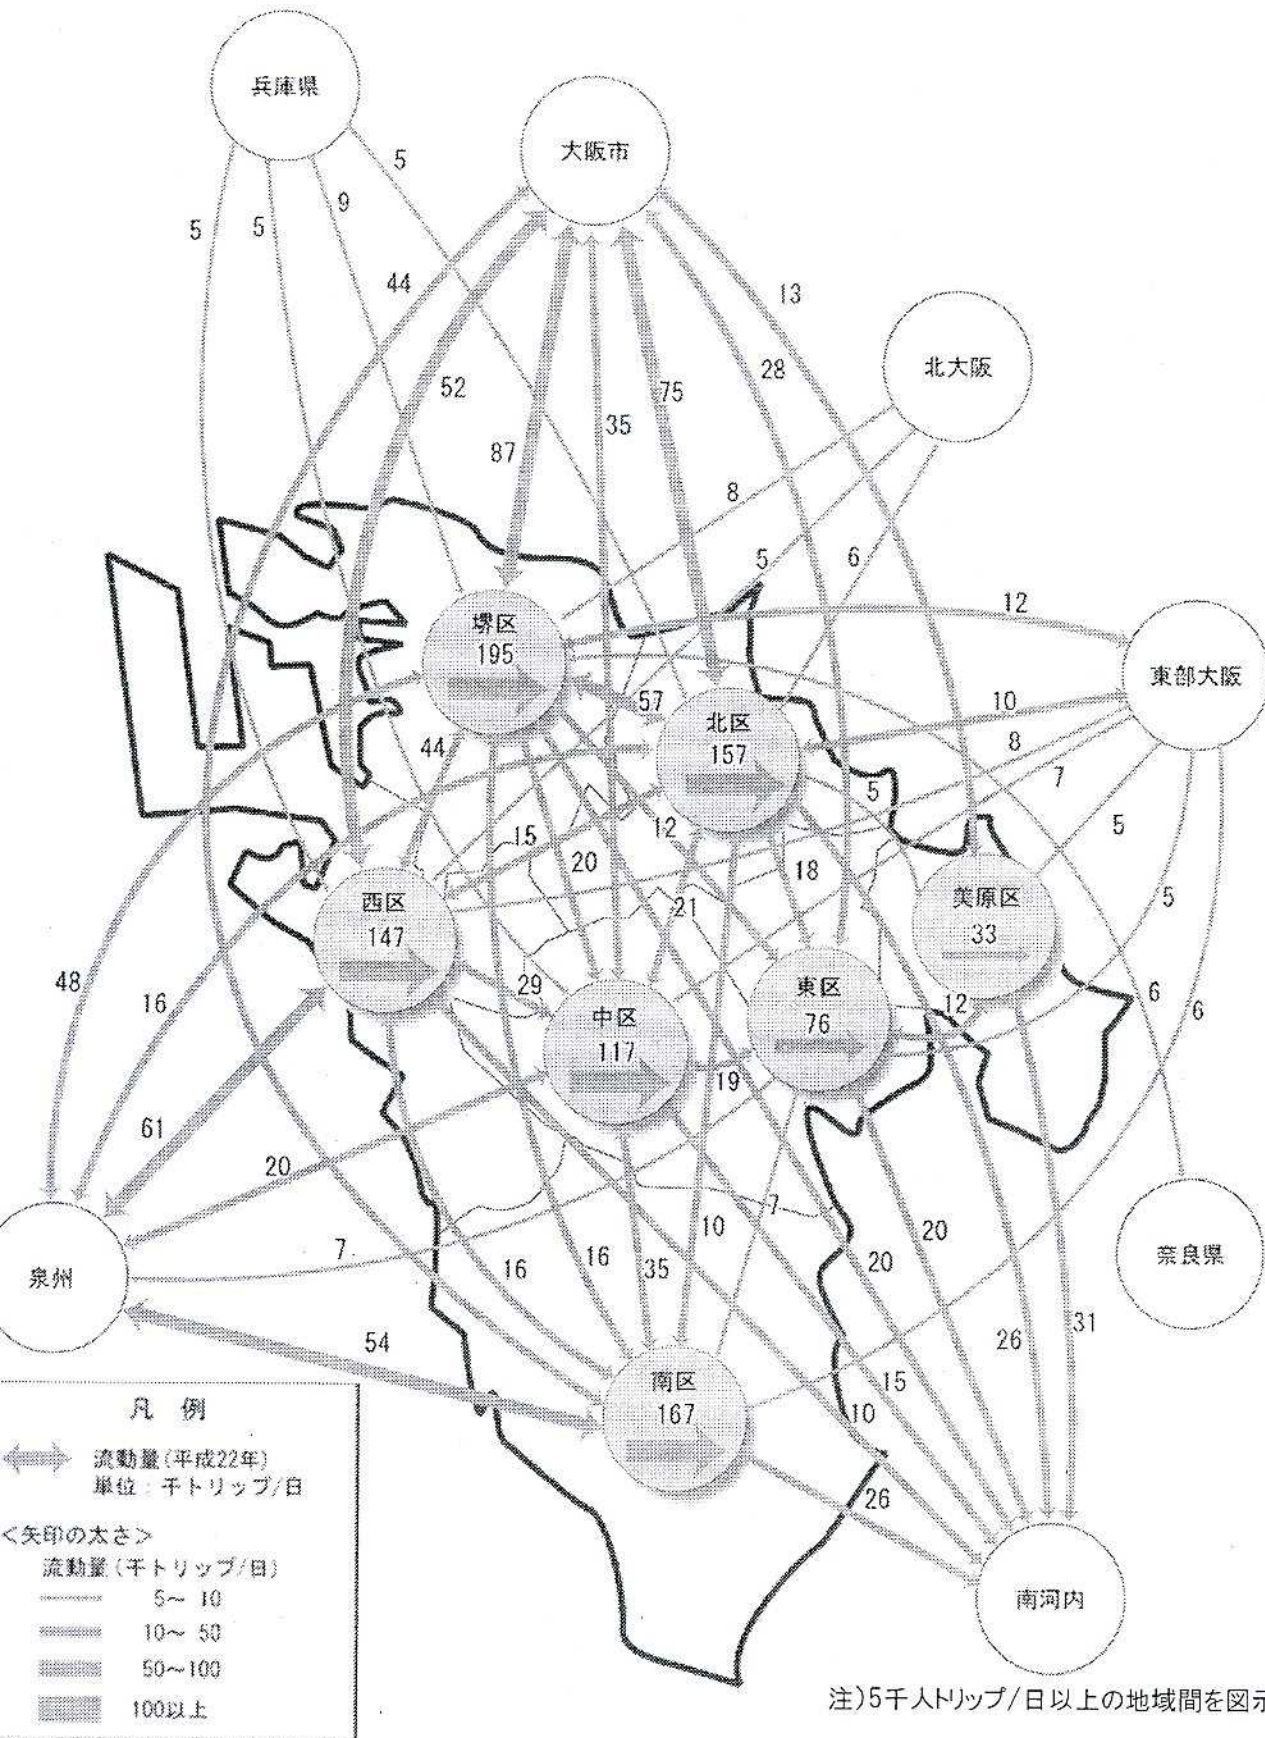 兵庫県
大阪市
5
9
5
5
44
13
北大阪
28
52
75
35
87
8
5
6
12
堺区
195
東部大阪
57
10
北区
157
44
8
7
5
15
12
20
5
18
西区
147
21
美原区
33
5
48
16
29
東区
76
12
6
6
中区
117
19
61
20
7
10
7
20
20
奈良県
泉州
16
16
35
26
31
54
南区
167
15
10
26
南河内
凡 例
流動量(平成22年)
単位:千トリップ/日
<矢印の太さ>
流動量(千トリップ/日)
5~ 10
10~ 50
50~100
100以上
注)5千人トリップ/日以上の地域間を図示